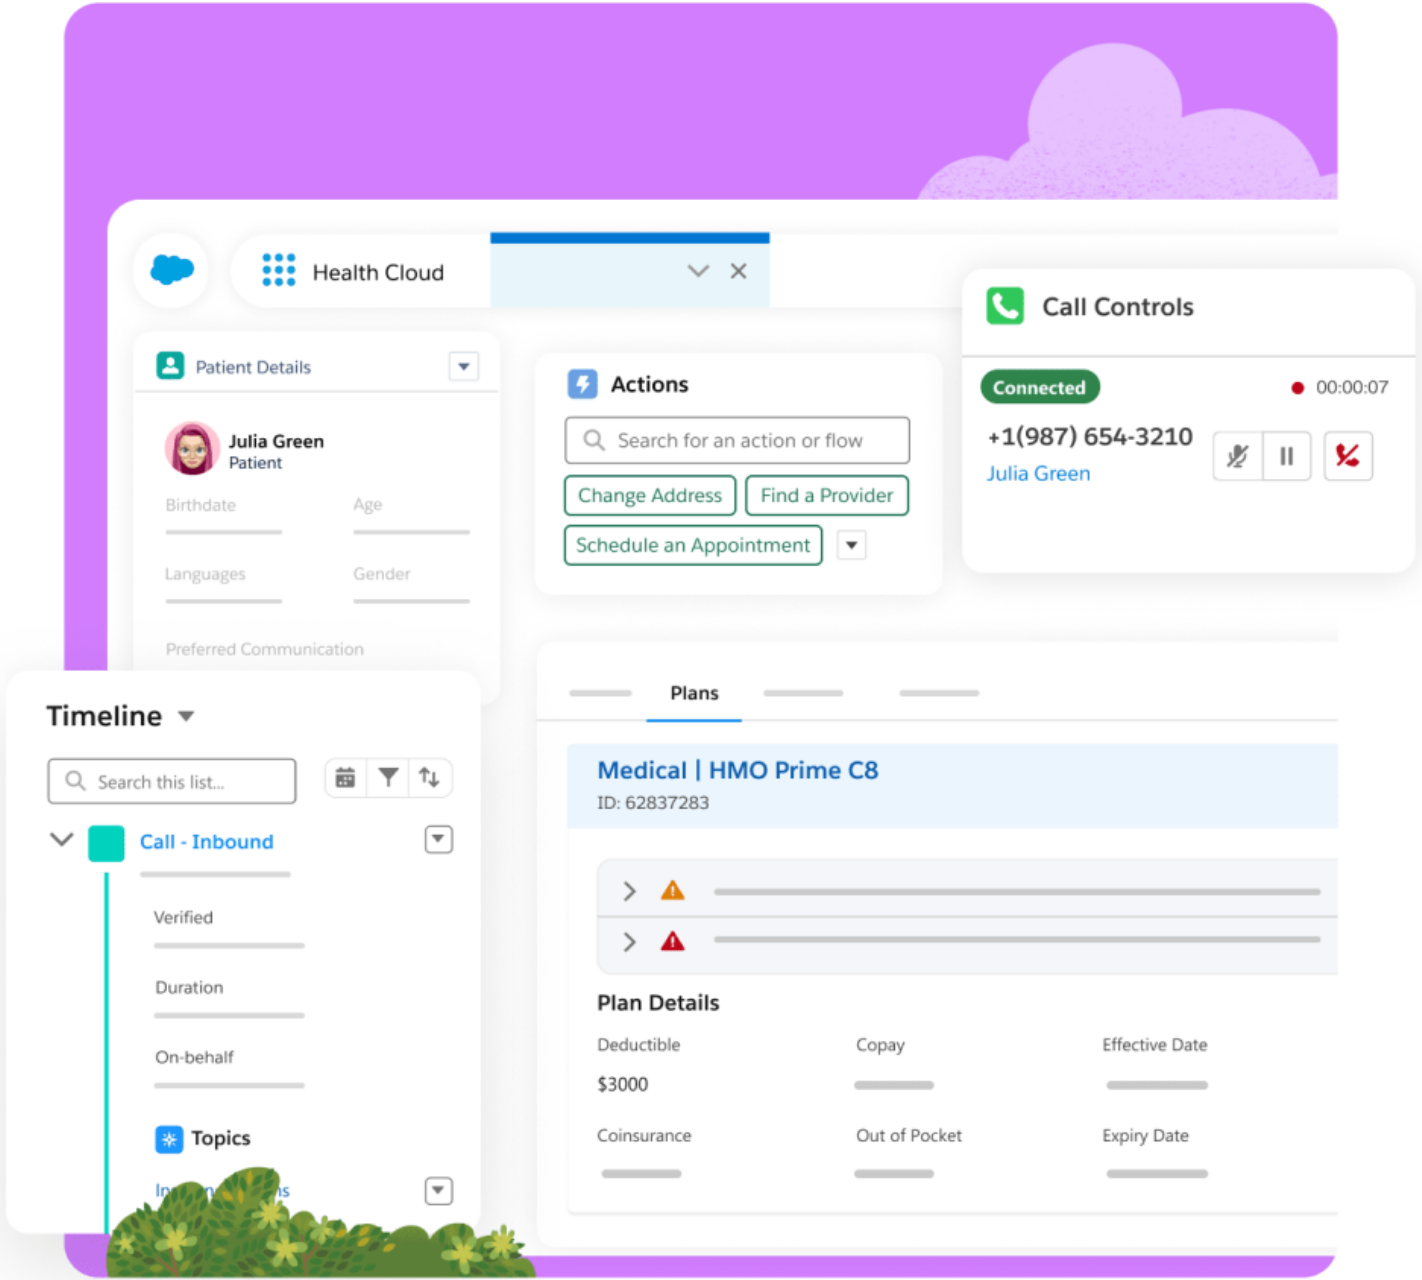 Health Cloud
Patient Details
Julia Green
Patient
Birthdate Age
Languages Gender
Preferred Communication
Actions
Search for an action or flow
Change Address Find a Provider
Schedule an Appointment
Call Controls
Connected 00:00:07
+1(987) 654-3210
Julia Green
Timeline
Search this list...
Call - Inbound
Verified
Duration
On-behalf
Topics
Plans
Medical | HMO Prime C8
ID: 62837283
Plan Details
Deductible Copay Effective Date
$3000
Coinsurance Out of Pocket Expiry Date